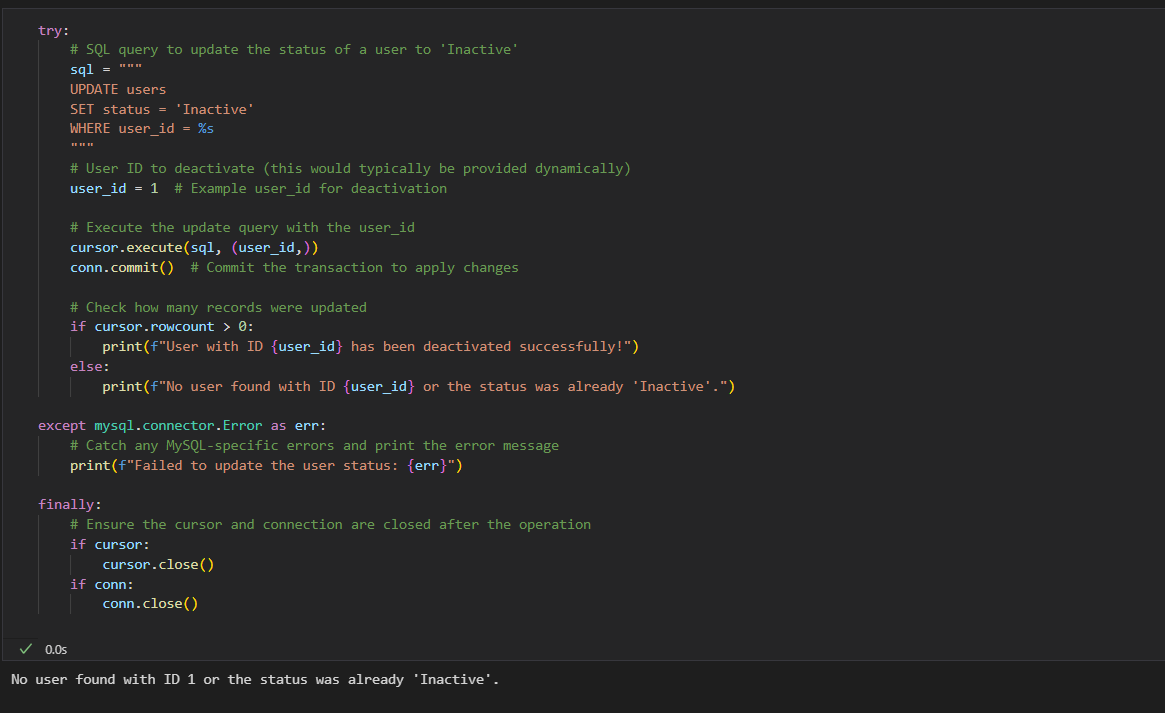 try:
    # SQL query to update the status of a user to 'Inactive'
    sql = """
    UPDATE users
    SET status = 'Inactive'
    WHERE user_id = %s
    """
    # User ID to deactivate (this would typically be provided dynamically)
    user_id = 1  # Example user_id for deactivation

    # Execute the update query with the user_id
    cursor.execute(sql, (user_id,))
    conn.commit()  # Commit the transaction to apply changes

    # Check how many records were updated
    if cursor.rowcount > 0:
        print(f"User with ID {user_id} has been deactivated successfully!")
    else:
        print(f"No user found with ID {user_id} or the status was already 'Inactive'.")

except mysql.connector.Error as err:
    # Catch any MySQL-specific errors and print the error message
    print(f"Failed to update the user status: {err}")

finally:
    # Ensure the cursor and connection are closed after the operation
    if cursor:
        cursor.close()
    if conn:
        conn.close()
0.0s
No user found with ID 1 or the status was already 'Inactive'.